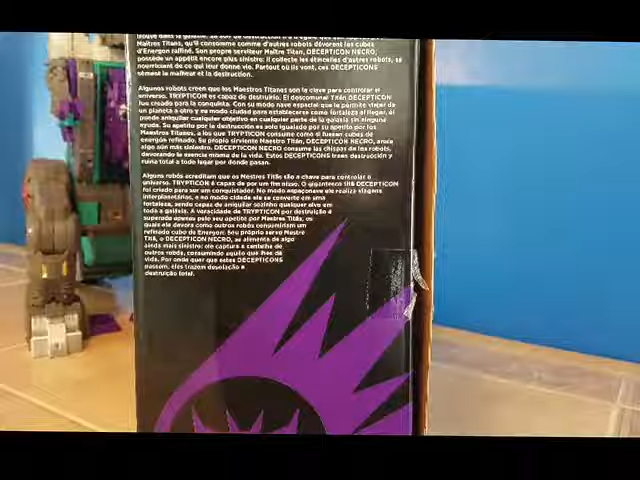 Maîtres Titans, qu'il consomme comme d'autres robots dévorent les cubes
d'Energon raffiné. Son propre serviteur Maître Titan, DECEPTICON NECRO,
possède un appétit encore plus sinistre: il collecte les étincelles d'autres robots, se
nourrissant de ce qui leur donne vie. Partout où ils vont, ces DECEPTICONS
sèment le malheur et la destruction.
Algunos robots creen que los Maestros Titanes son la clave para controlar el
universo. TRYPTICON es capaz de destruirlo. El descomunal Titán DECEPTICON
fue creado para la conquista. Con su modo nave espacial que le permite viajar de
un planeta a otro y su modo ciudad para establecerse como fortaleza al llegar, él
puede aniquilar cualquier objetivo en cualquier parte de la galaxia sin ninguna
ayuda. Su apetito por la destrucción es solo igualado por su apetito por los
Maestros Titanes, a los que TRYPTICON consume como si fuesen cubos de
energon refinado. Su propio sirviente Maestro Titán, DECEPTICON NECRO, ansía
algo aún más siniestro. DECEPTICON NECRO consume las chispas de los robots,
devorando la esencia misma de la vida. Estos DECEPTICONS traen destrucción y
ruina total a todo lugar por donde pasan.
Alguns robôs acreditam que os Mestres Titãs são a chave para controlar o
universo. TRYPTICON é capaz de por um fim nisso. O gigantesco titã DECEPTICON
foi criado para ser um conquistador. No modo espaçonave ele realiza viagens
interplanetárias, e no modo cidade ele se converte em uma
fortaleza, sendo capaz de aniquilar sozinho qualquer alvo em
toda a galáxia. A voracidade de TRYPTICON por destruição é
superada apenas pelo seu apetite por Mestres Titãs, os
quais ele devora como outros robôs consumiriam um
refinado cubo de Energon. Seu próprio servo Mestre
Titã, o DECEPTICON NECRO, se alimenta de algo
ainda mais sinistro: ele captura a centelha de
outros robôs, consumindo aquilo que lhes dá
vida. Por onde quer que estes DECEPTICONS
passem, eles trazem desolação e
destruição total.